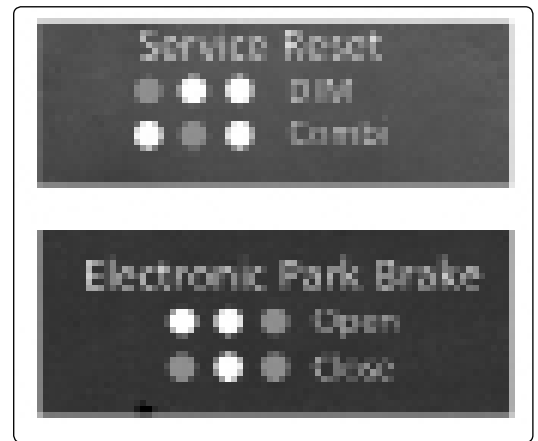 Service Reset
DIM
Combi
Electronic Park Brake
Open
Close